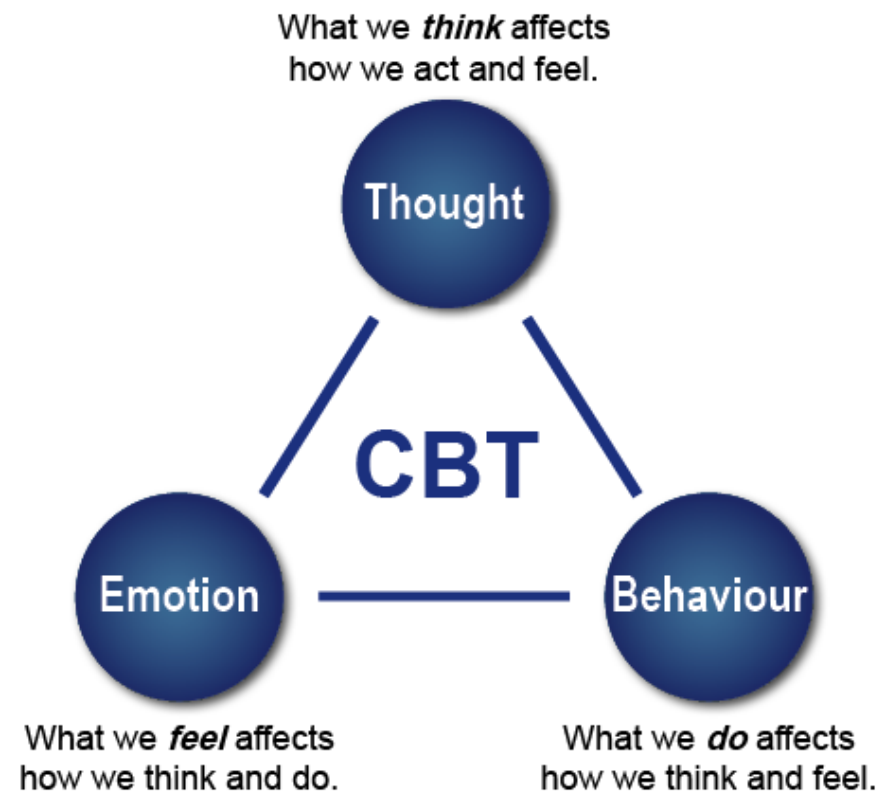 What we think affects
how we act and feel.
Thought
CBT
Emotion
Behaviour
What we feel affects
how we think and do.
What we do affects
how we think and feel.